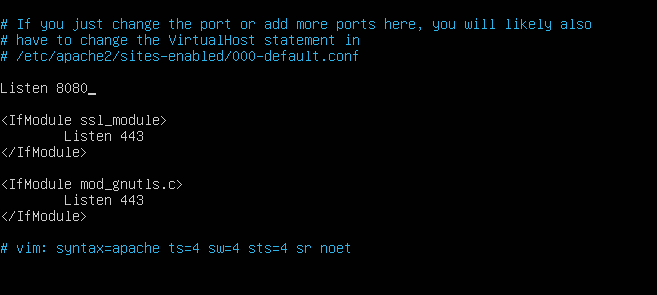 # If you just change the port or add more ports here, you will likely also
# have to change the VirtualHost statement in
# /etc/apache2/sites-enabled/000-default.conf
Listen 8080_
<IfModule ssl_module>
Listen 443
</IfModule>
<IfModule mod_gnutls.c>
Listen 443
</IfModule>
# vim: syntax=apache ts=4 sw=4 sts=4 sr noet